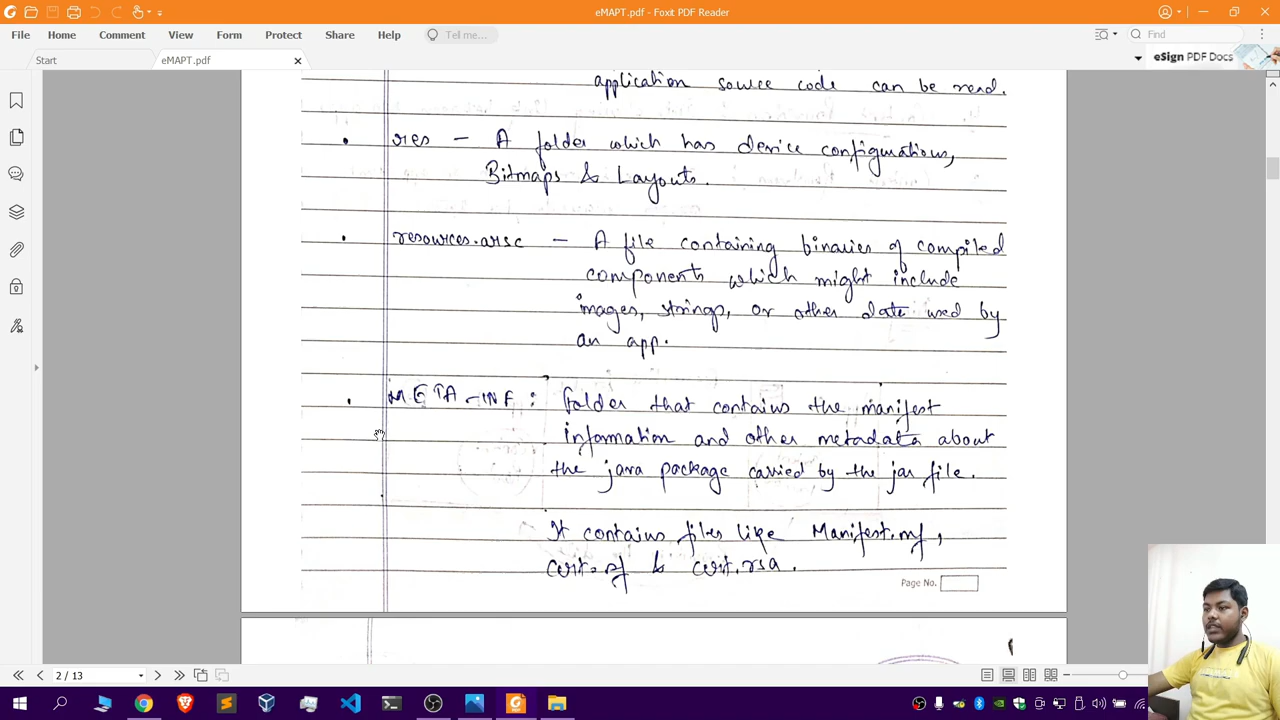 eMAPT.pdf - Foxit PDF Reader
File Home Comment View Form Protect Share Help Tell me... Find
Start eMAPT.pdf eSign PDF Docs
application source code can be read.
• res - A folder which has device configurations,
Bitmaps & Layouts.
• resources.arsc - A file containing binaries of compiled
components which might include
images, strings, or other data used by
an app.
• META-INF : folder that contains the manifest
information and other metadata about
the java package carried by the jar file.
It contains files like Manifest.mf,
cert.sf & cert.rsa.
Page No.
2 / 13